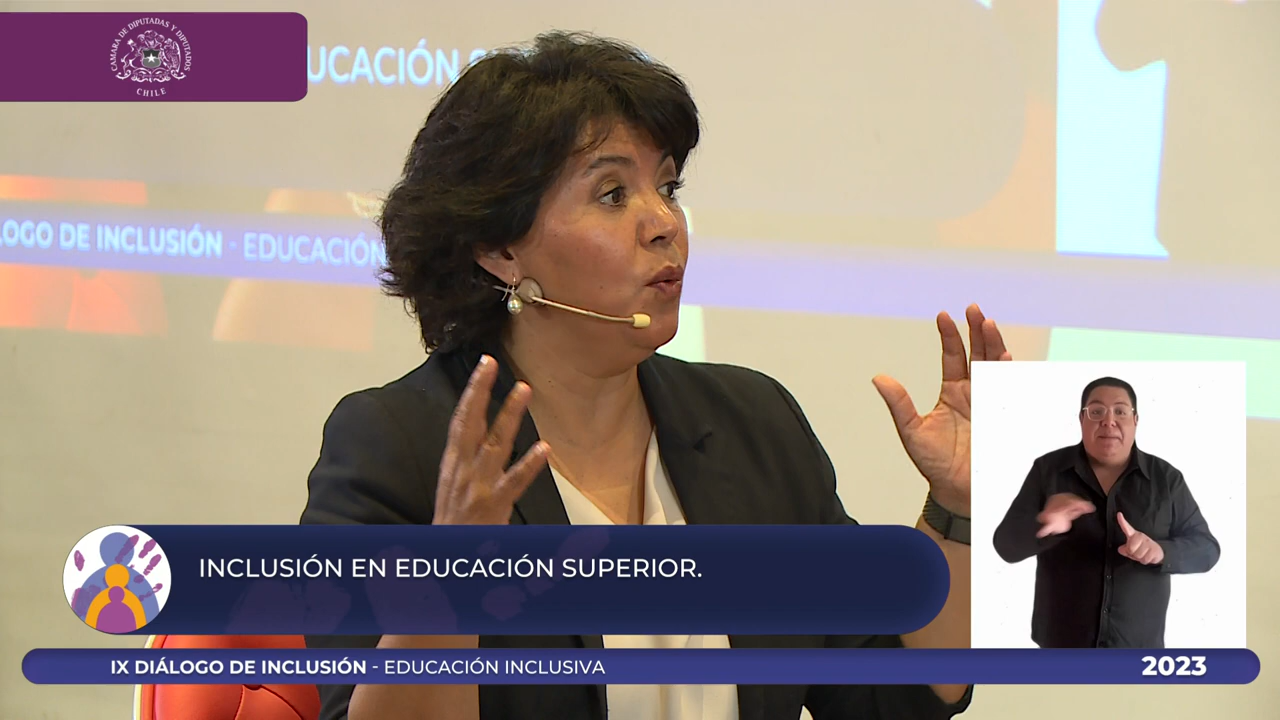 CÁMARA DE DIPUTADAS Y DIPUTADOS
CHILE
UCACIÓN
LOGO DE INCLUSIÓN - EDUCACIÓN
INCLUSIÓN EN EDUCACIÓN SUPERIOR.
IX DIÁLOGO DE INCLUSIÓN - EDUCACIÓN INCLUSIVA
2023